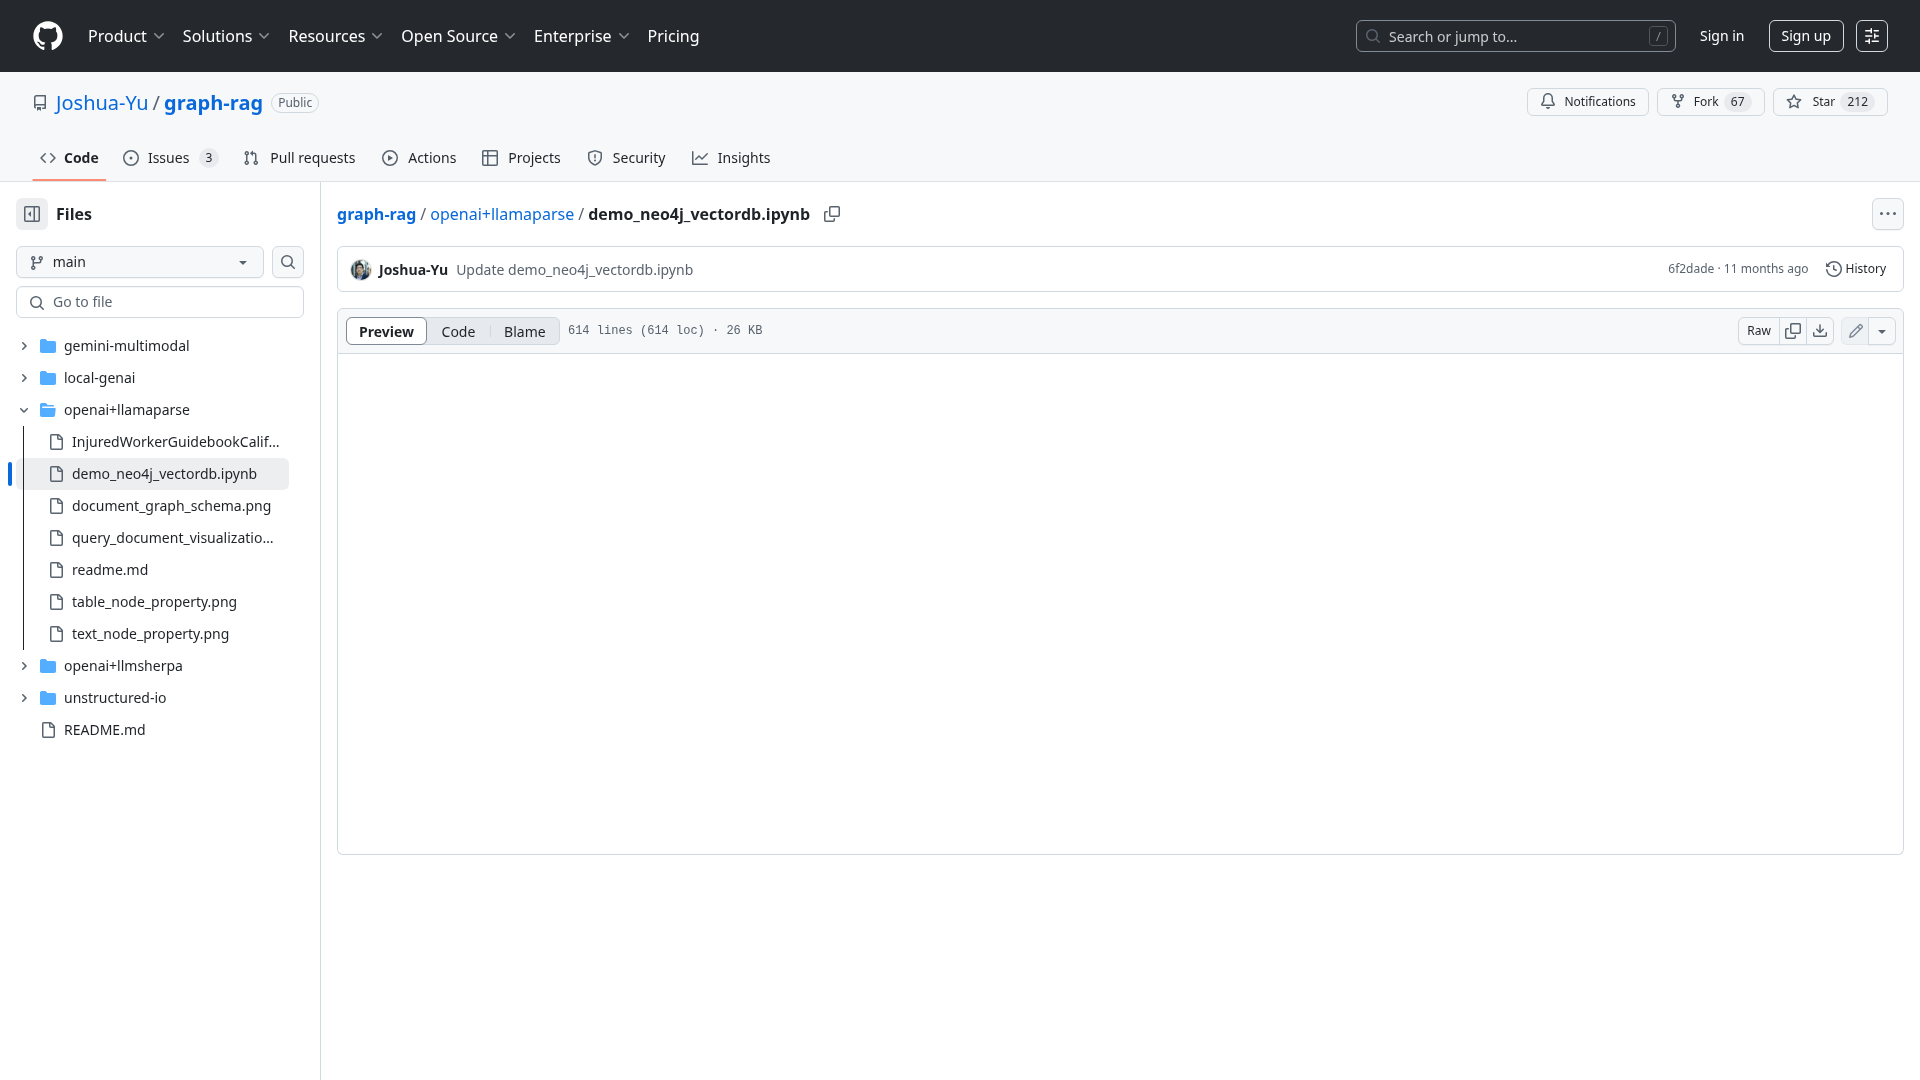 Product
Solutions
Resources
Open Source
Enterprise
Pricing
Search or jump to...
/
Sign in
Sign up
Joshua-Yu / graph-rag
Public
Notifications
Fork 67
Star 212
Code
Issues 3
Pull requests
Actions
Projects
Security
Insights
Files
main
Go to file
gemini-multimodal
local-genai
openai+llamaparse
InjuredWorkerGuidebookCalif...
demo_neo4j_vectordb.ipynb
document_graph_schema.png
query_document_visualizatio...
readme.md
table_node_property.png
text_node_property.png
openai+llmsherpa
unstructured-io
README.md
graph-rag / openai+llamaparse / demo_neo4j_vectordb.ipynb
Joshua-Yu Update demo_neo4j_vectordb.ipynb
6f2dade · 11 months ago
History
Preview
Code
Blame
614 lines (614 loc) · 26 KB
Raw